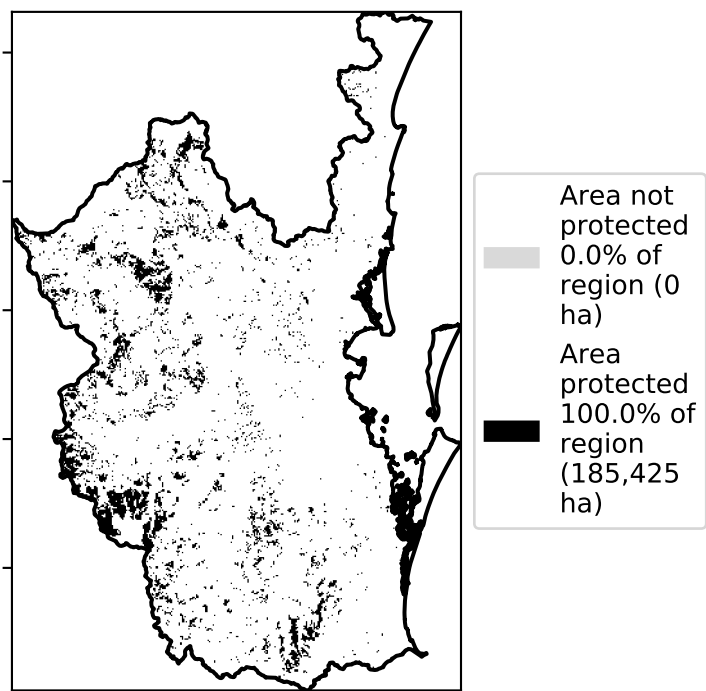 Area not
protected
0.0% of
region (0
ha)
Area
protected
100.0% of
region
(185,425
ha)